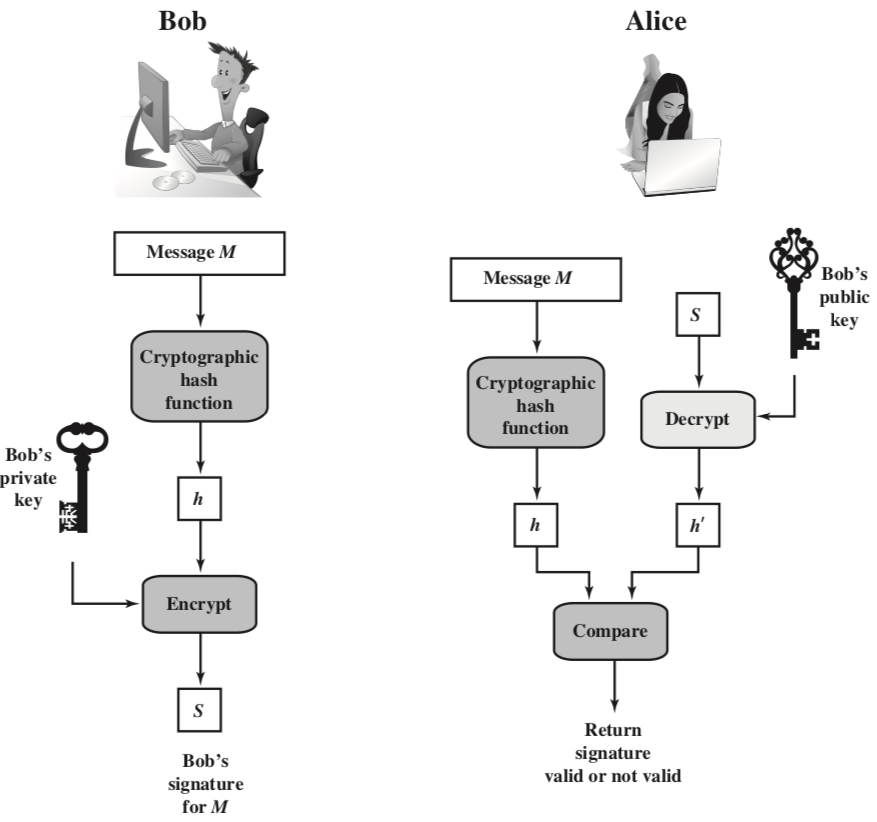 Bob
Message M
Cryptographic
hash
function
Bob's
private
key
h
Encrypt
S
Bob's
signature
for M
Alice
Message M
S
Bob's
public
key
Cryptographic
hash
function
Decrypt
h
h′
Compare
Return
signature
valid or not valid